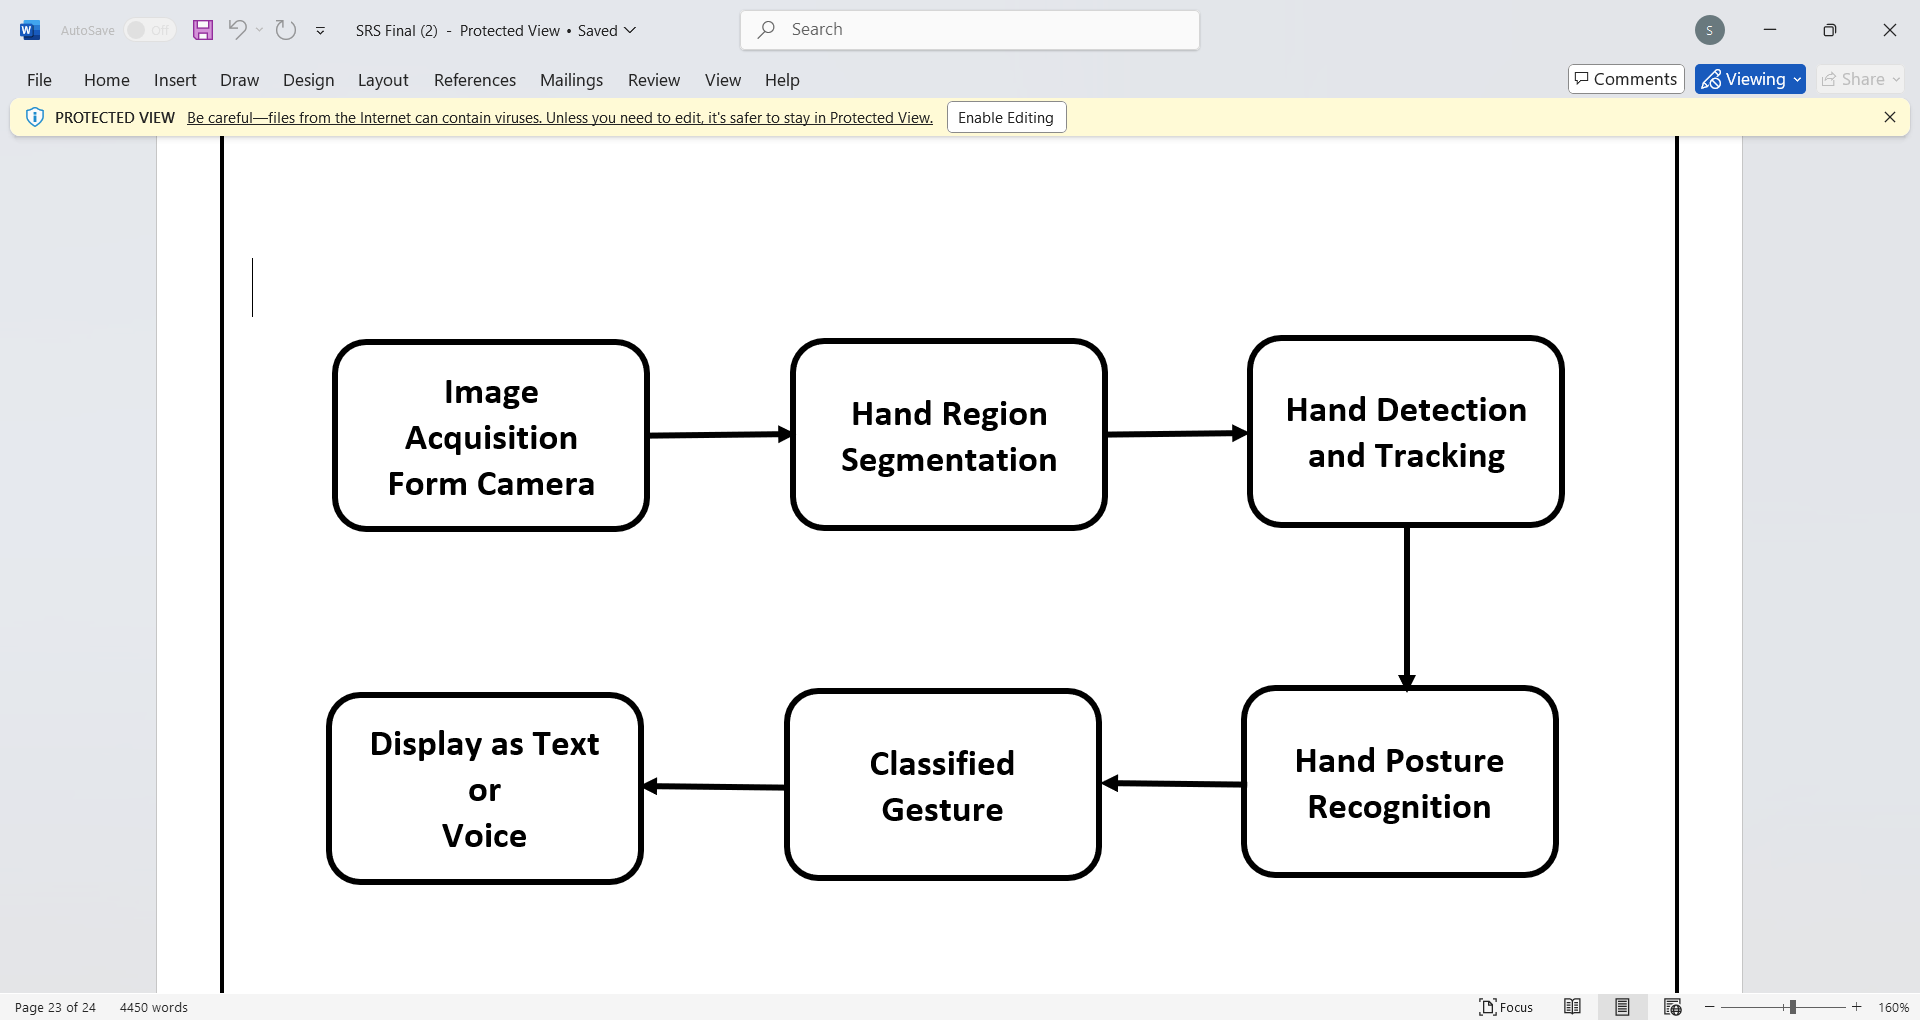 AutoSave Off SRS Final (2) - Protected View • Saved Search S
File Home Insert Draw Design Layout References Mailings Review View Help Comments Viewing Share
PROTECTED VIEW Be careful—files from the Internet can contain viruses. Unless you need to edit, it's safer to stay in Protected View. Enable Editing
Image
Acquisition
Form Camera
Hand Region
Segmentation
Hand Detection
and Tracking
Display as Text
or
Voice
Classified
Gesture
Hand Posture
Recognition
Page 23 of 24 4450 words Focus 160%